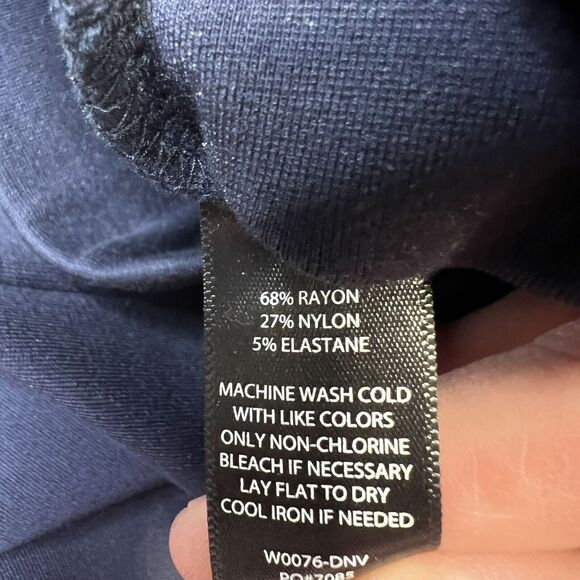 68% RAYON
27% NYLON
5% ELASTANE
MACHINE WASH COLD
WITH LIKE COLORS
ONLY NON-CHLORINE
BLEACH IF NECESSARY
LAY FLAT TO DRY
COOL IRON IF NEEDED
W0076-DNV